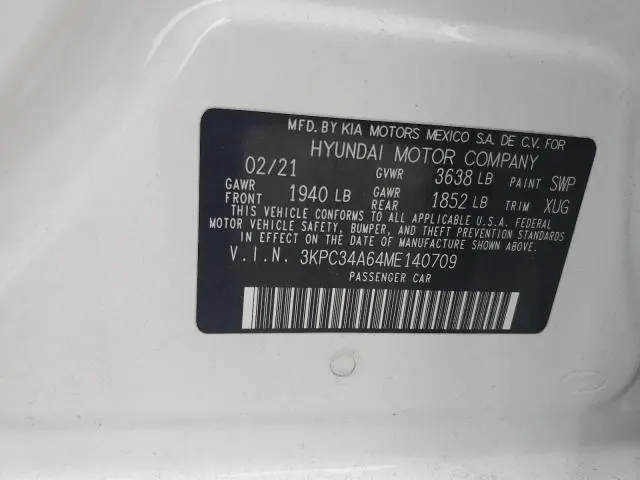 MFD. BY KIA MOTORS MEXICO S.A. DE C.V. FOR
HYUNDAI MOTOR COMPANY
02/21 GVWR 3638 LB PAINT SWP
GAWR FRONT 1940 LB GAWR REAR 1852 LB TRIM XUG
THIS VEHICLE CONFORMS TO ALL APPLICABLE U.S.A. FEDERAL
MOTOR VEHICLE SAFETY, BUMPER, AND THEFT PREVENTION STANDARDS
IN EFFECT ON THE DATE OF MANUFACTURE SHOWN ABOVE.
V.I.N. 3KPC34A64ME140709
PASSENGER CAR